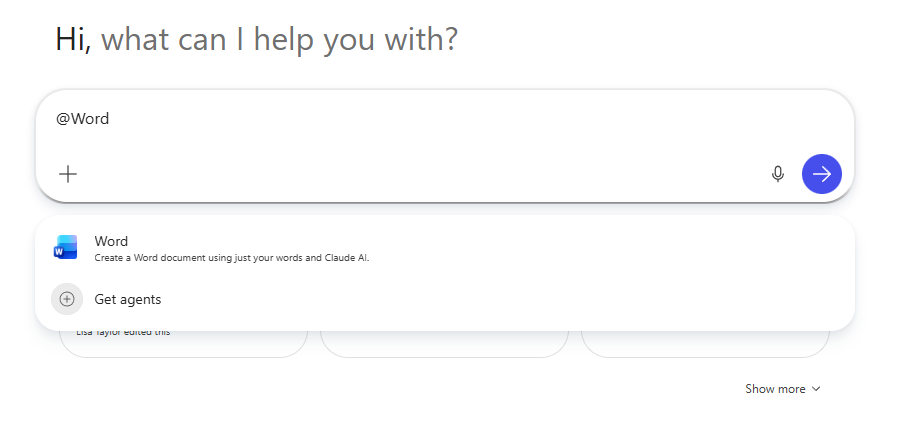 Hi, what can I help you with?
@Word
W
Word
Create a Word document using just your words and Claude AI.
Get agents
Lisa Taylor edited this
Show more